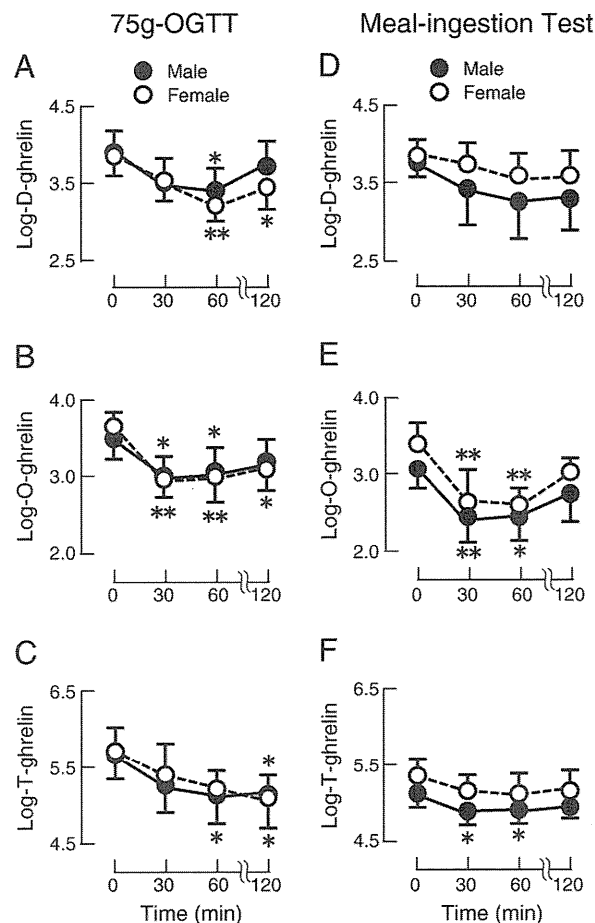 75g-OGTT
Meal-ingestion Test
A
Male
Female
Log-D-ghrelin
4.5
3.5
2.5
*
**
*
0 30 60 120
D
Male
Female
Log-D-ghrelin
4.5
3.5
2.5
0 30 60 120
B
Log-O-ghrelin
4.0
3.0
2.0
* *
** ** *
0 30 60 120
E
Log-O-ghrelin
4.0
3.0
2.0
** **
** *
0 30 60 120
C
Log-T-ghrelin
6.5
5.5
4.5
*
* *
0 30 60 120
Time (min)
F
Log-T-ghrelin
6.5
5.5
4.5
* *
0 30 60 120
Time (min)